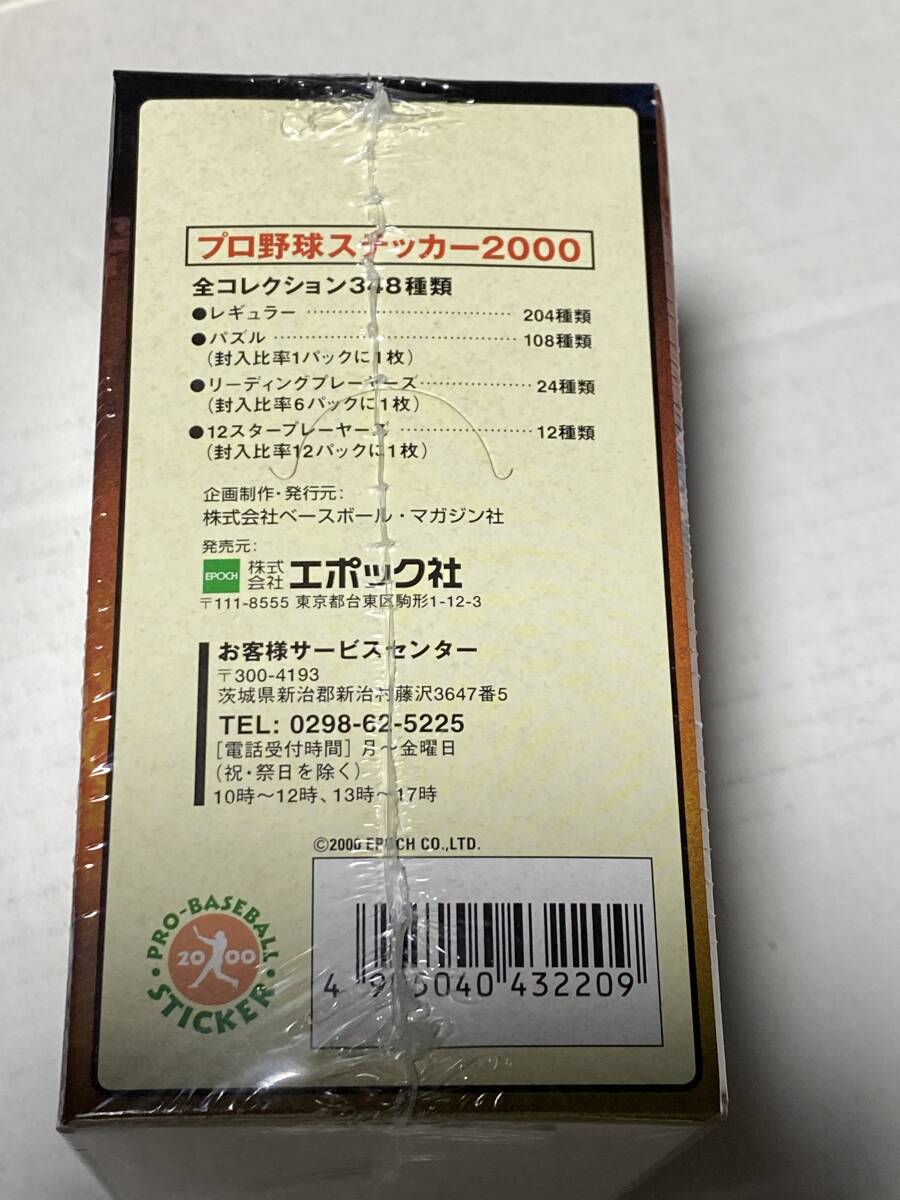 プロ野球ステッカー2000
全コレクション348種類
●レギュラー ………………………… 204種類
●パズル ………………………… 108種類
(封入比率1パックに1枚)
●リーディングプレーヤーズ…………… 24種類
(封入比率6パックに1枚)
●12スタープレーヤーズ ………………… 12種類
(封入比率12パックに1枚)
企画制作・発行元:
株式会社ベースボール・マガジン社
発売元:
EPOCH 株式会社 エポック社
〒111-8555 東京都台東区駒形1-12-3
お客様サービスセンター
〒300-4193
茨城県新治郡新治村藤沢3647番5
TEL: 0298-62-5225
[電話受付時間] 月〜金曜日
(祝・祭日を除く)
10時〜12時、13時〜17時
©2000 EPOCH CO.,LTD.
PRO-BASEBALL
2000
STICKER
4 905040 432209